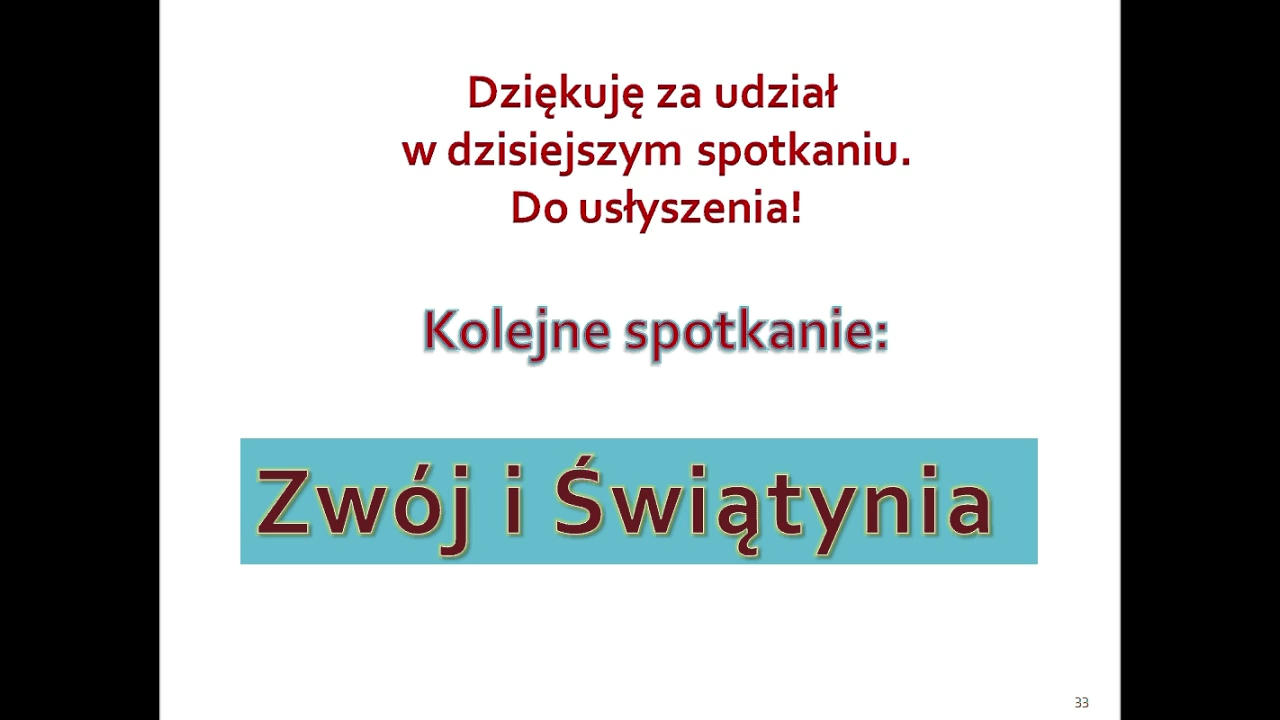 Dziękuję za udział
w dzisiejszym spotkaniu.
Do usłyszenia!
Kolejne spotkanie:
Zwój i Świątynia
33